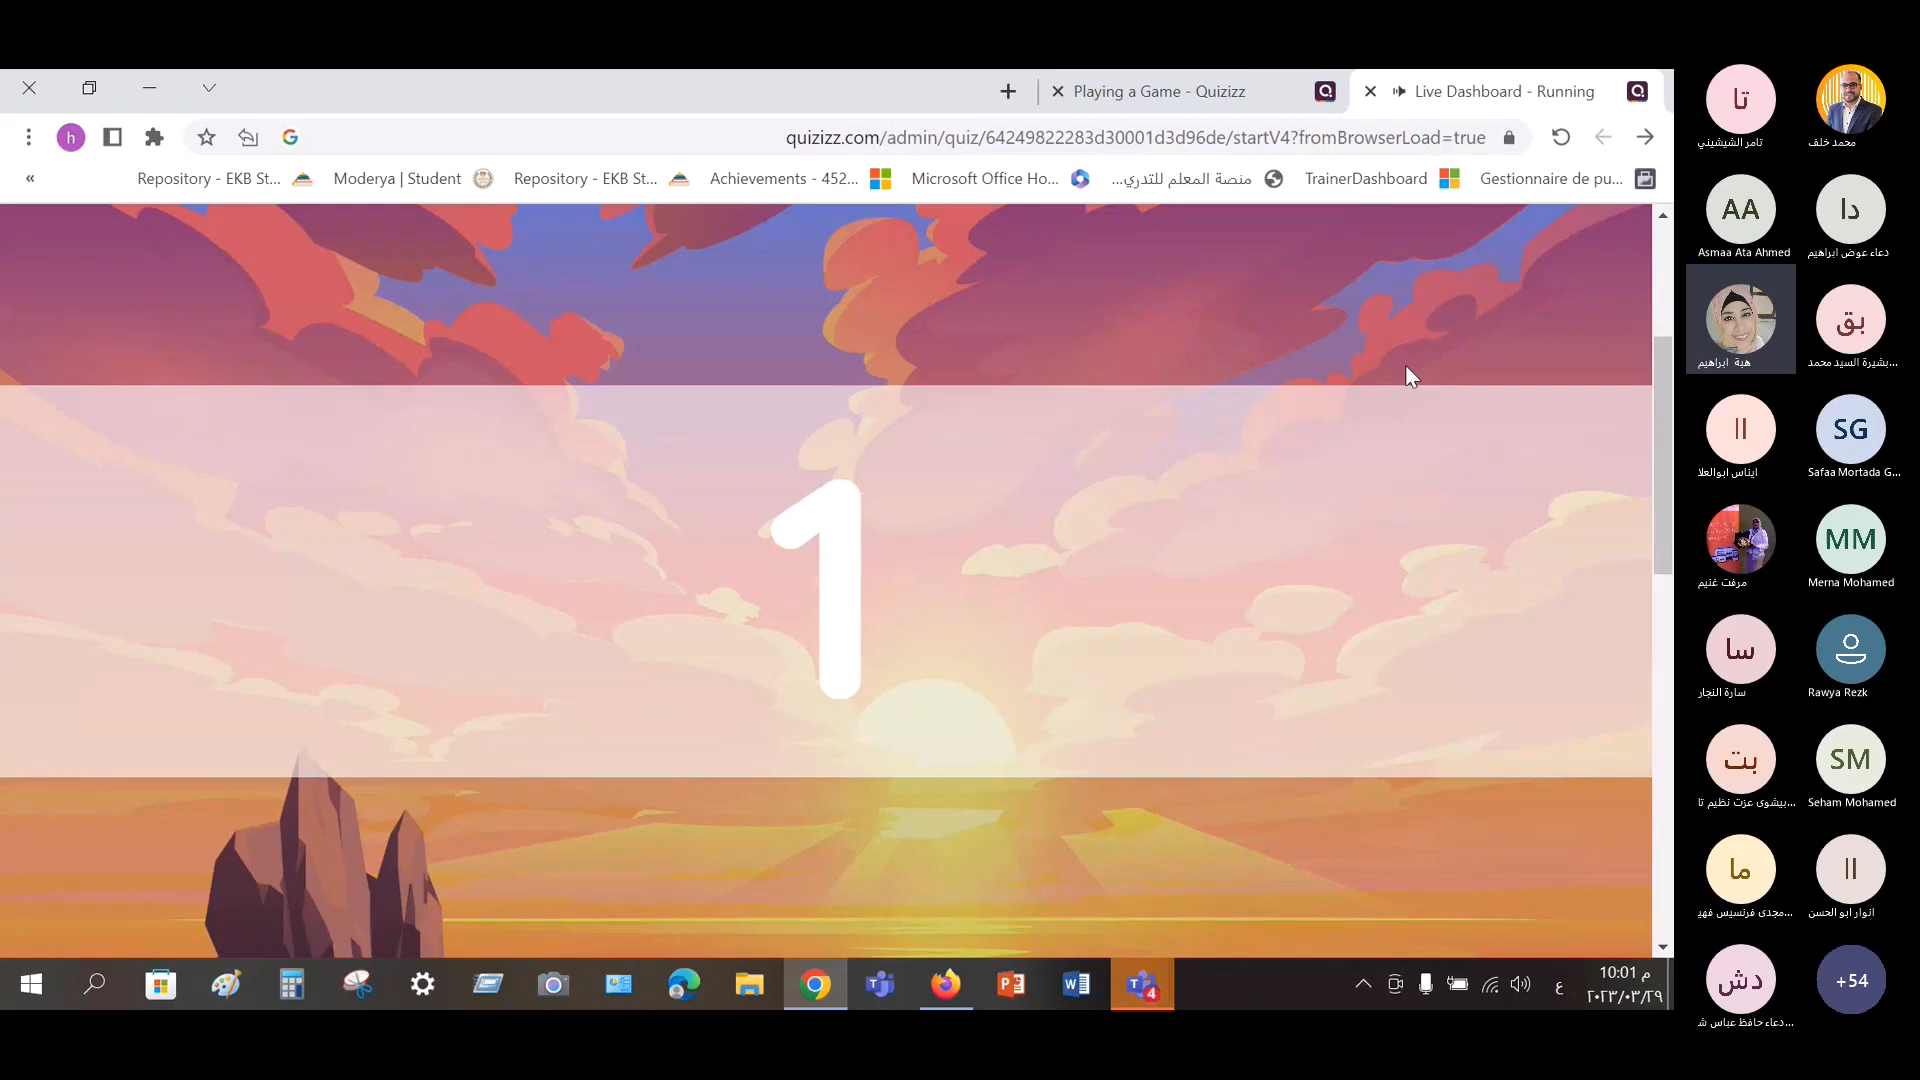 Playing a Game - Quizizz
Live Dashboard - Running
h
quizizz.com/admin/quiz/64249822283d30001d3d96de/startV4?fromBrowserLoad=true
«
Repository - EKB St...
Moderya | Student
Repository - EKB St...
Achievements - 452...
Microsoft Office Ho...
منصة المعلم للتدري...
TrainerDashboard
Gestionnaire de pu...
1
4
ع
10:01 م
٢٠٢٣/٠٣/٢٩
تا
تامر الشيشيني
محمد خلف
AA
Asmaa Ata Ahmed
دا
دعاء عوض ابراهيم
هبة ابراهيم
بق
بشيرة السيد محمد...
اا
ايناس ابوالعلا
SG
Safaa Mortada G...
مرفت غنيم
MM
Merna Mohamed
سا
سارة النجار
Rawya Rezk
بت
بيشوى عزت نظيم تا...
SM
Seham Mohamed
ما
مجدى فرنسيس فهي...
اا
انوار ابو الحسن
دش
دعاء حافظ عباس ش...
+54